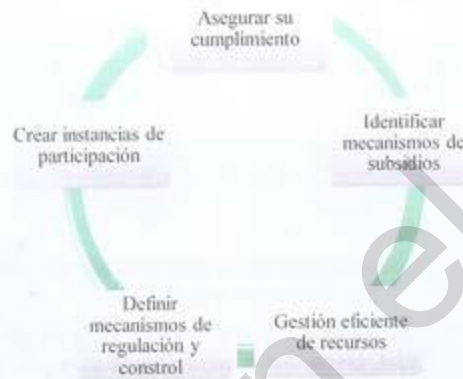 Asegurar su
cumplimiento
Identificar
mecanismos de
subsidios
Gestión eficiente
de recursos
Definir
mecanismos de
regulación y
constrol
Crear instancias de
participación